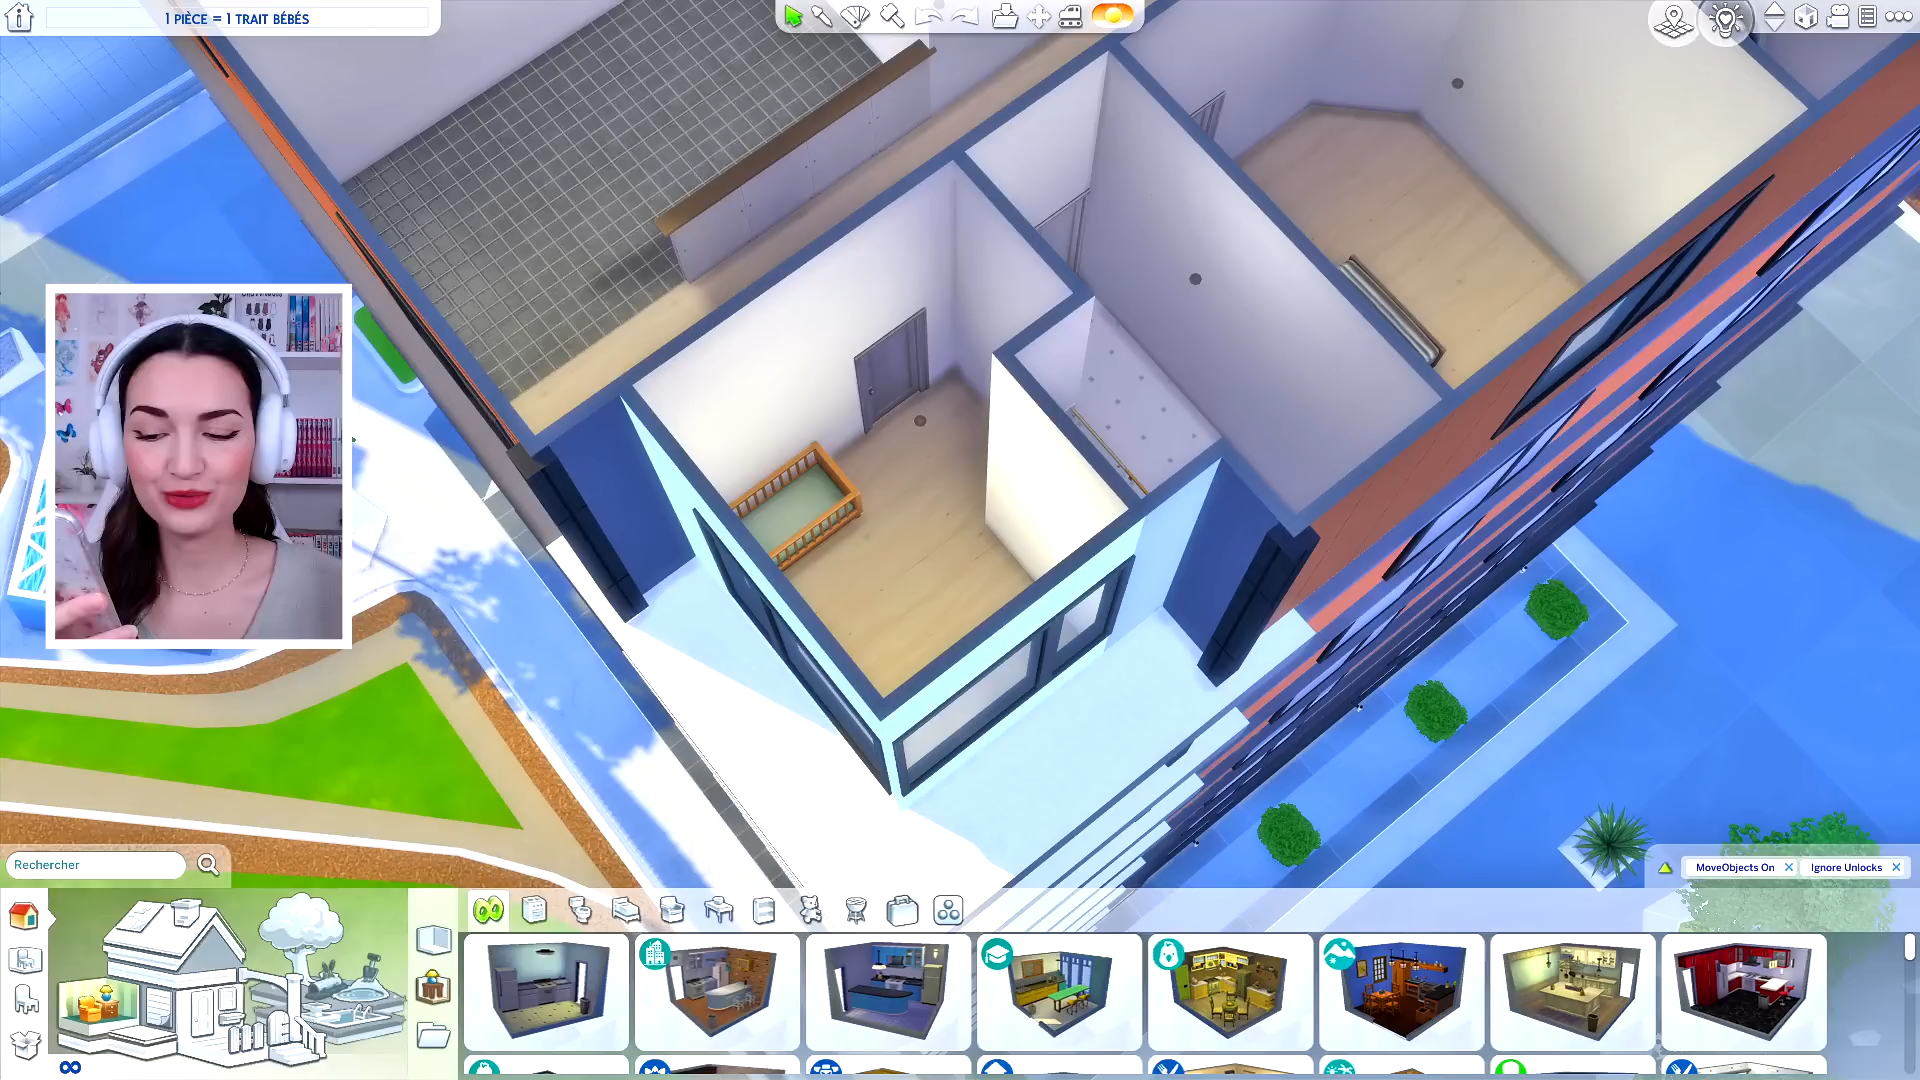 1 PIÈCE = 1 TRAIT BÉBÉS
Rechercher
MoveObjects On
Ignore Unlocks